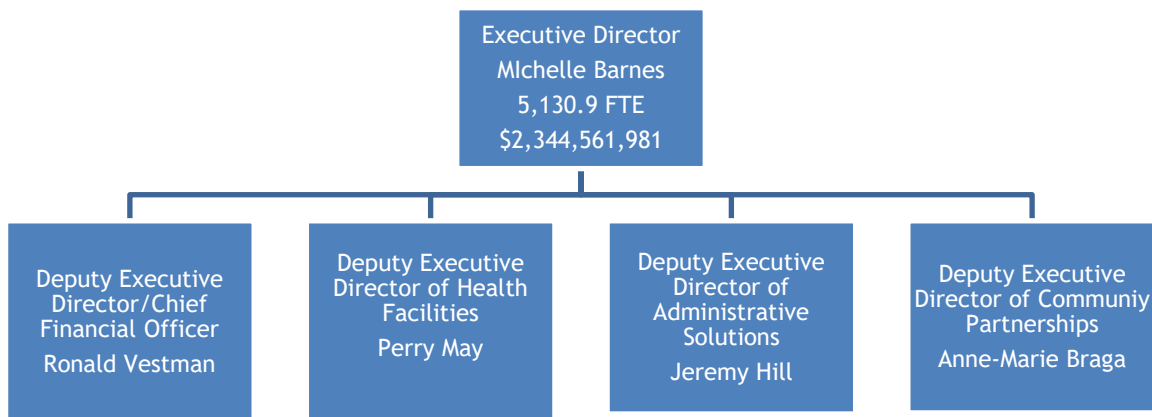 Executive Director
MIchelle Barnes
5,130.9 FTE
$2,344,561,981
Deputy Executive
Director/Chief
Financial Officer
Ronald Vestman
Deputy Executive
Director of Health
Facilities
Perry May
Deputy Executive
Director of
Administrative
Solutions
Jeremy Hill
Deputy Executive
Director of Communiy
Partnerships
Anne-Marie Braga